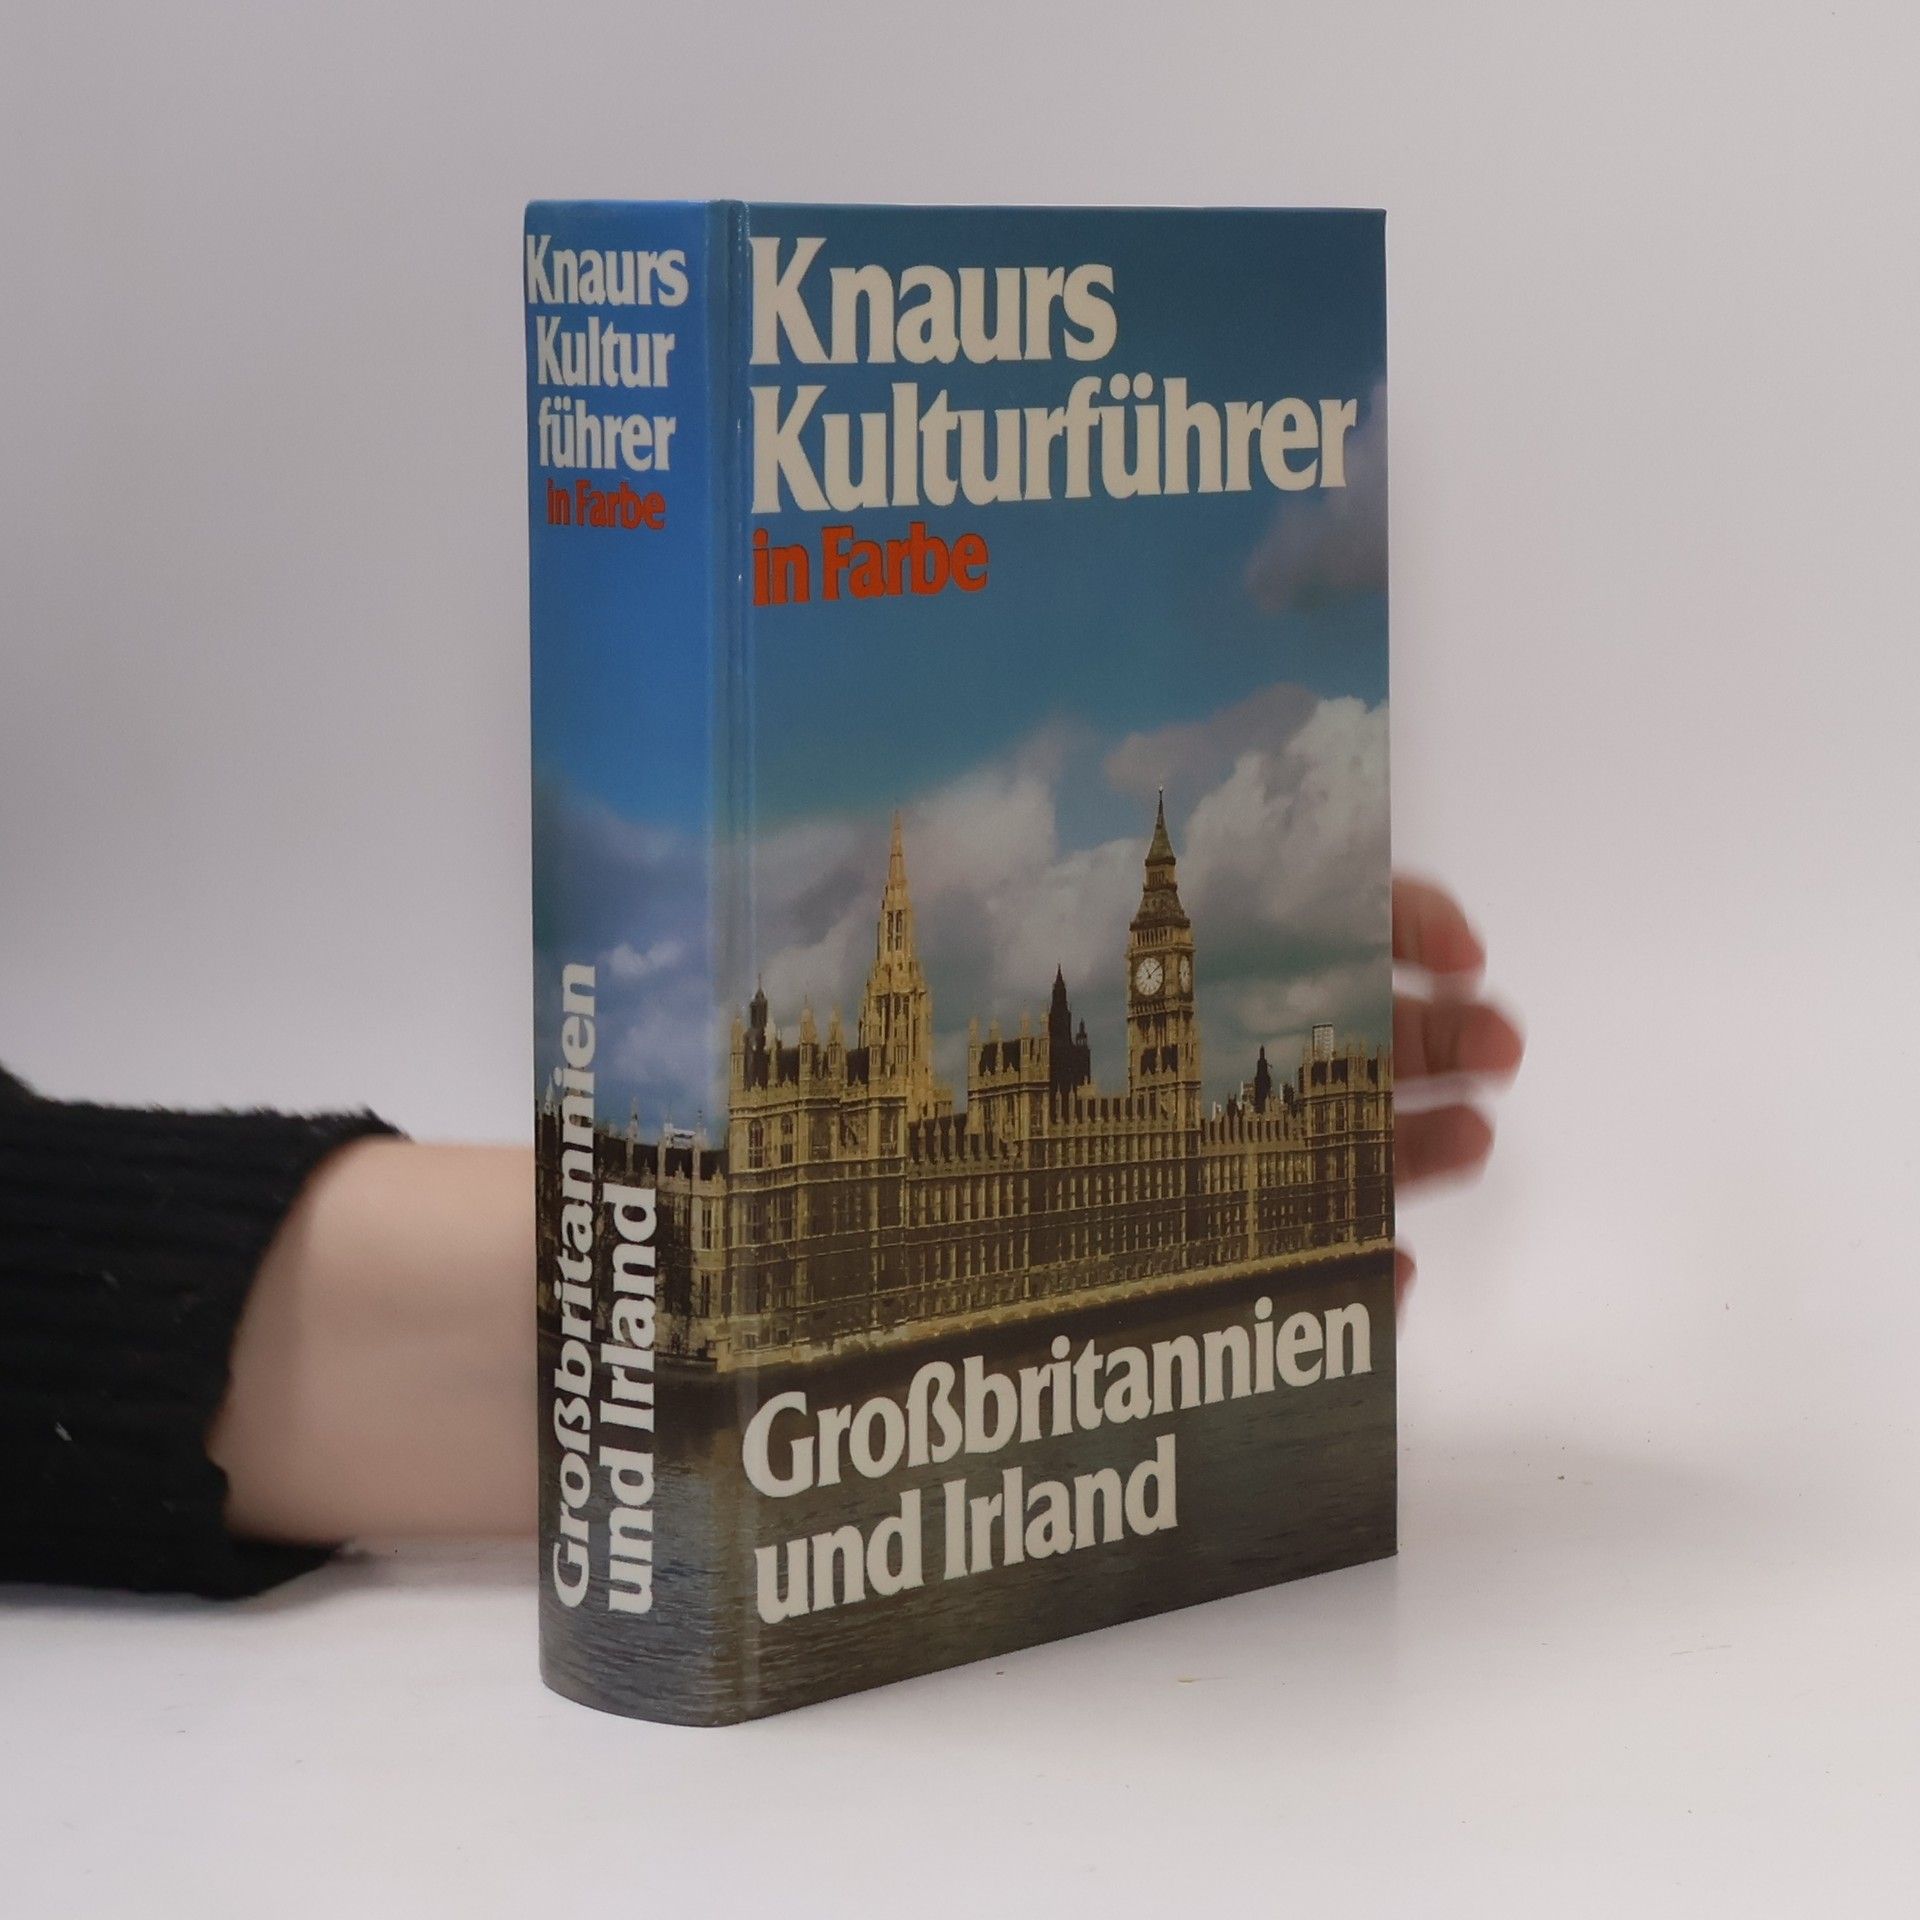 Knaurs
Kultur
führer
in Farbe
Großbritannien
und Irland
Knaurs
Kulturführer
in Farbe
Großbritannien
und Irland